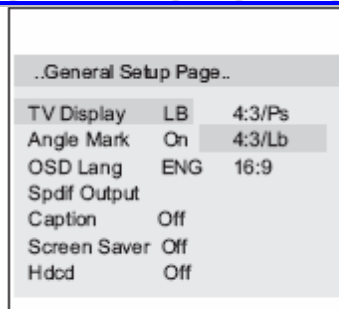 ..General Setup Page..
TV Display LB 4:3/Ps
Angle Mark On 4:3/Lb
OSD Lang ENG 16:9
Spdif Output
Caption Off
Screen Saver Off
Hdcd Off